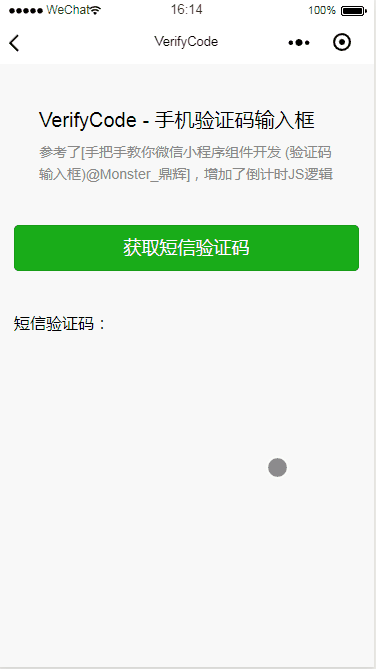 WeChat 16:14 100%
VerifyCode
VerifyCode - 手机验证码输入框
参考了[手把手教你微信小程序组件开发 (验证码
输入框)@Monster_鼎辉]，增加了倒计时JS逻辑
获取短信验证码
短信验证码：